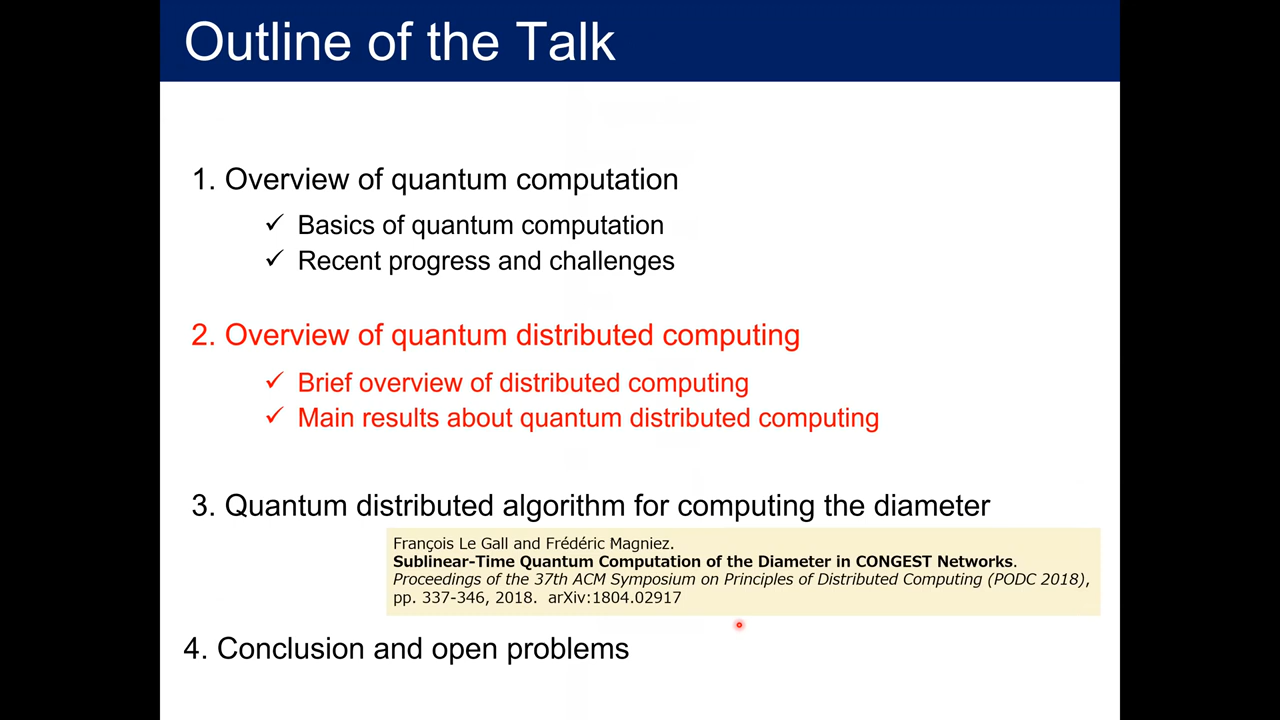 Outline of the Talk
1. Overview of quantum computation
✓ Basics of quantum computation
✓ Recent progress and challenges
2. Overview of quantum distributed computing
✓ Brief overview of distributed computing
✓ Main results about quantum distributed computing
3. Quantum distributed algorithm for computing the diameter
François Le Gall and Frédéric Magniez.
Sublinear-Time Quantum Computation of the Diameter in CONGEST Networks.
Proceedings of the 37th ACM Symposium on Principles of Distributed Computing (PODC 2018),
pp. 337-346, 2018. arXiv:1804.02917
4. Conclusion and open problems